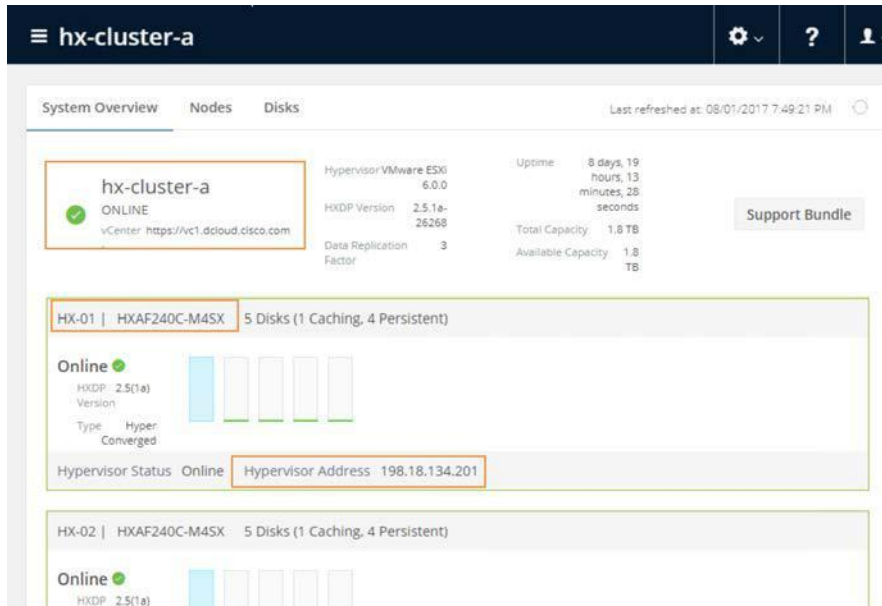 hx-cluster-a
?
System Overview Nodes Disks Last refreshed at: 08/01/2017 7:49:21 PM
hx-cluster-a
ONLINE
vCenter https://vc1.dcloud.cisco.com
Hypervisor VMware ESXi
6.0.0
HXDP Version 2.5.1a-
26268
Data Replication 3
Factor
Uptime 8 days, 19
hours, 13
minutes, 28
seconds
Total Capacity 1.8 TB
Available Capacity 1.8
TB
Support Bundle
HX-01 | HXAF240C-M4SX 5 Disks (1 Caching, 4 Persistent)
Online
HXDP 2.5(1a)
Version
Type Hyper
Converged
Hypervisor Status Online Hypervisor Address 198.18.134.201
HX-02 | HXAF240C-M4SX 5 Disks (1 Caching, 4 Persistent)
Online
HXDP 2.5(1a)